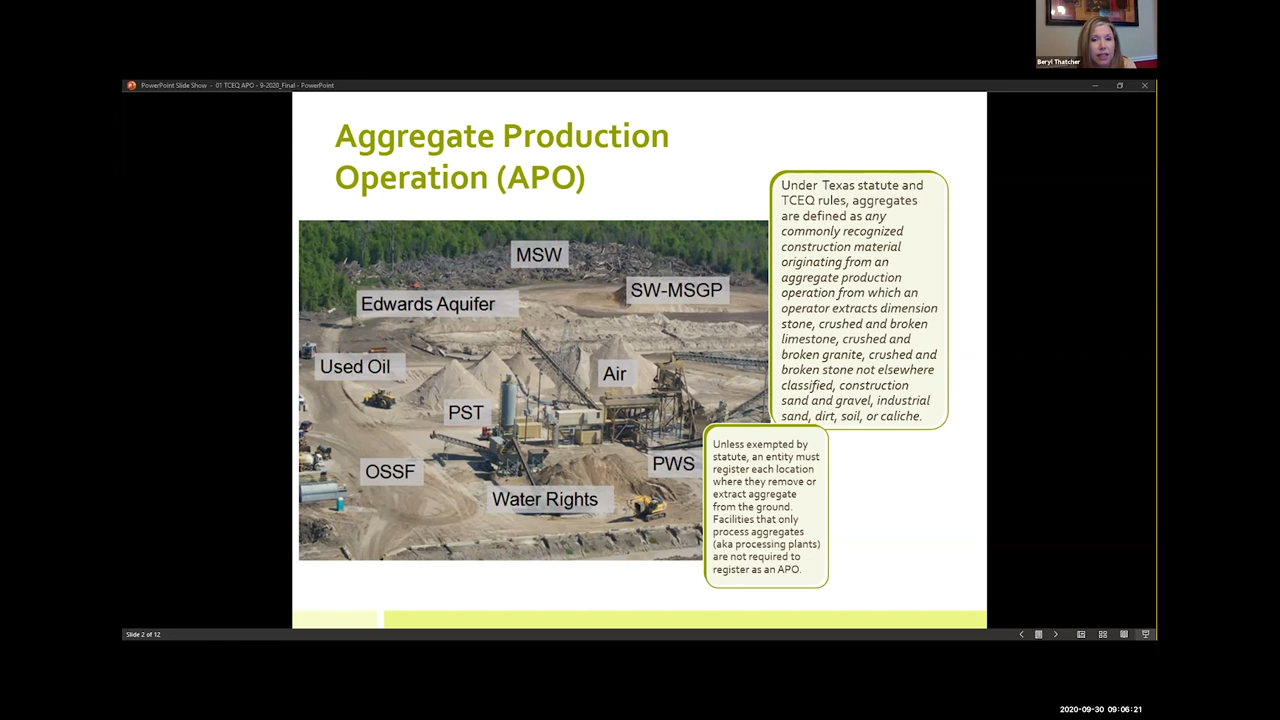 Beryl Thatcher
PowerPoint Slide Show - 01 TCEQ APO - 9-2020_Final - PowerPoint
Aggregate Production
Operation (APO)
Under Texas statute and
TCEQ rules, aggregates
are defined as any
commonly recognized
construction material
originating from an
aggregate production
operation from which an
operator extracts dimension
stone, crushed and broken
limestone, crushed and
broken granite, crushed and
broken stone not elsewhere
classified, construction
sand and gravel, industrial
sand, dirt, soil, or caliche.
MSW
SW-MSGP
Edwards Aquifer
Used Oil
Air
PST
OSSF
PWS
Water Rights
Unless exempted by
statute, an entity must
register each location
where they remove or
extract aggregate
from the ground.
Facilities that only
process aggregates
(aka processing plants)
are not required to
register as an APO.
Slide 2 of 12
2020-09-30 09:06:21